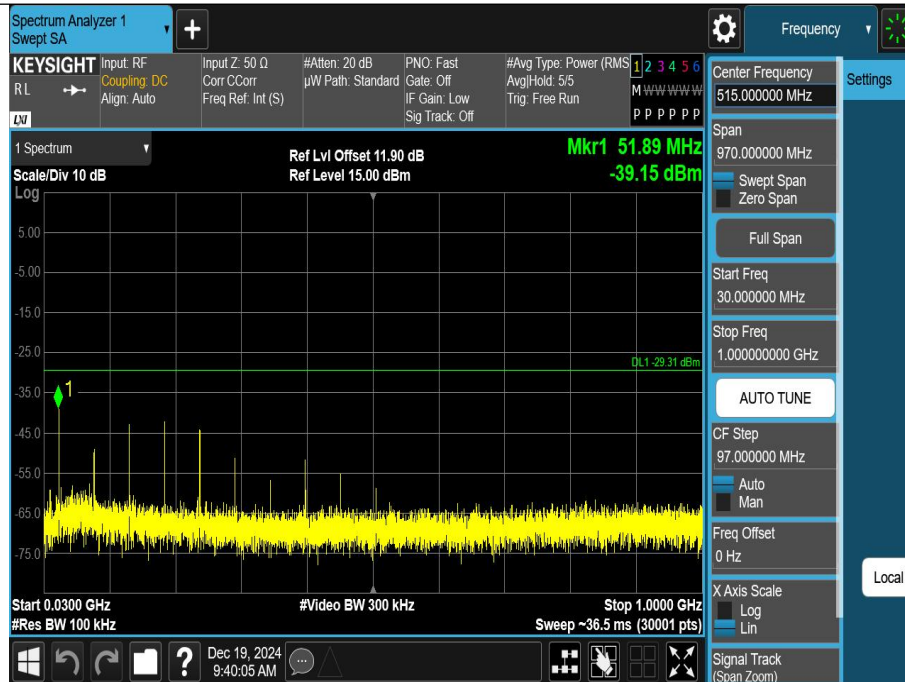 Spectrum Analyzer 1
Swept SA
+
Frequency
KEYSIGHT
RL
LXI
Input: RF
Coupling: DC
Align: Auto
Input Z: 50 Ω
Corr CCorr
Freq Ref: Int (S)
#Atten: 20 dB
µW Path: Standard
PNO: Fast
Gate: Off
IF Gain: Low
Sig Track: Off
#Avg Type: Power (RMS
Avg|Hold: 5/5
Trig: Free Run
1 2 3 4 5 6
M W W W W W
P P P P P P
1 Spectrum
Scale/Div 10 dB
Ref Lvl Offset 11.90 dB
Ref Level 15.00 dBm
Mkr1 51.89 MHz
-39.15 dBm
Log
5.00
-5.00
-15.0
-25.0
DL1 -29.31 dBm
-35.0
1
-45.0
-55.0
-65.0
-75.0
Start 0.0300 GHz
#Video BW 300 kHz
Stop 1.0000 GHz
#Res BW 100 kHz
Sweep ~36.5 ms (30001 pts)
Center Frequency
515.000000 MHz
Settings
Span
970.000000 MHz
Swept Span
Zero Span
Full Span
Start Freq
30.000000 MHz
Stop Freq
1.000000000 GHz
AUTO TUNE
CF Step
97.000000 MHz
Auto
Man
Freq Offset
0 Hz
Local
X Axis Scale
Log
Lin
Signal Track
(Span Zoom)
?
Dec 19, 2024
9:40:05 AM